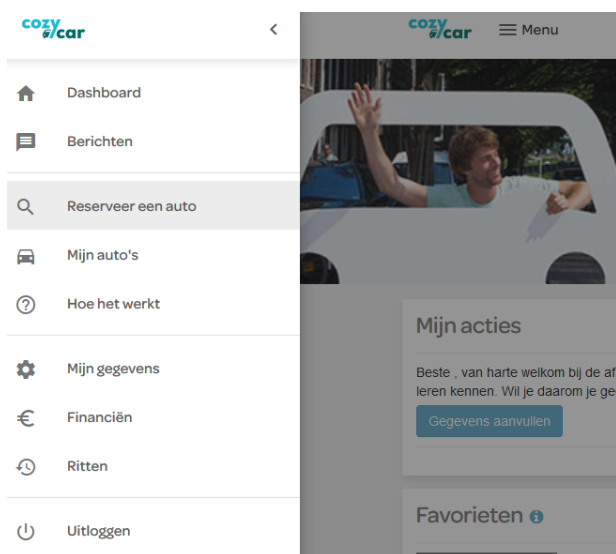 cozy car
Dashboard
Berichten
Reserveer een auto
Mijn auto's
Hoe het werkt
Mijn gegevens
Financiën
Ritten
Uitloggen
cozy car
Menu
Mijn acties
Beste , van harte welkom bij de af
leren kennen. Wil je daarom je ge
Gegevens aanvullen
Favorieten